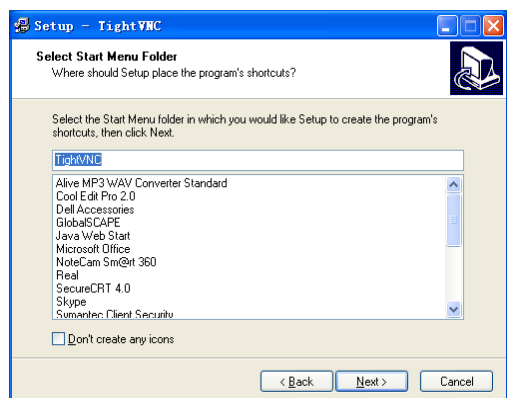 Setup - TightVNC
Select Start Menu Folder
Where should Setup place the program's shortcuts?
Select the Start Menu folder in which you would like Setup to create the program's
shortcuts, then click Next.
TightVNC
Alive MP3 WAV Converter Standard
Cool Edit Pro 2.0
Dell Accessories
GlobalSCAPE
Java Web Start
Microsoft Office
NoteCam Sm@rt 360
Real
SecureCRT 4.0
Skype
Symantec Client Security
Don't create any icons
< Back
Next >
Cancel